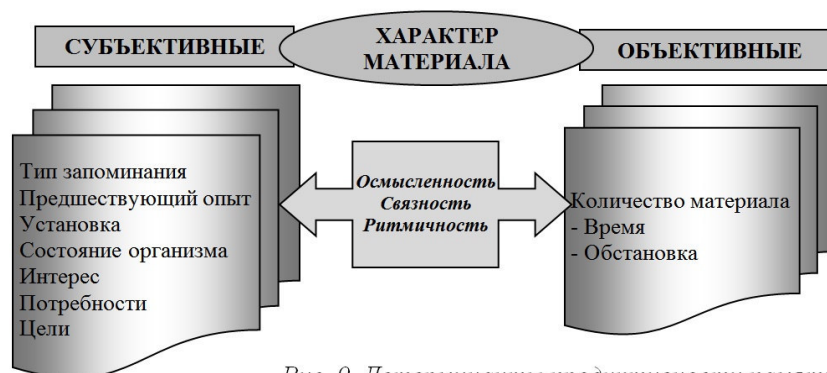 СУБЪЕКТИВНЫЕ
ХАРАКТЕР
МАТЕРИАЛА
ОБЪЕКТИВНЫЕ
Тип запоминания
Предшествующий опыт
Установка
Состояние организма
Интерес
Потребности
Цели
Осмысленность
Связность
Ритмичность
Количество материала
- Время
- Обстановка